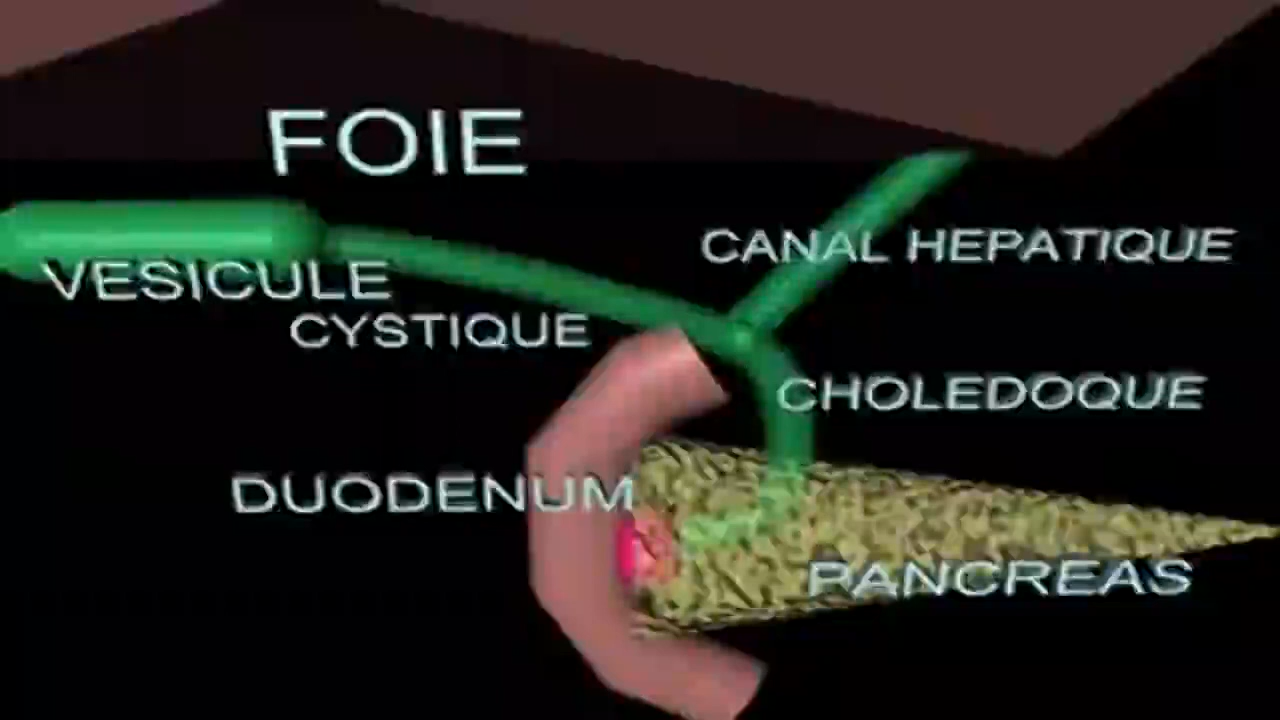 FOIE
CANAL HEPATIQUE
VESICULE
CYSTIQUE
CHOLEDOQUE
DUODENUM
PANCREAS